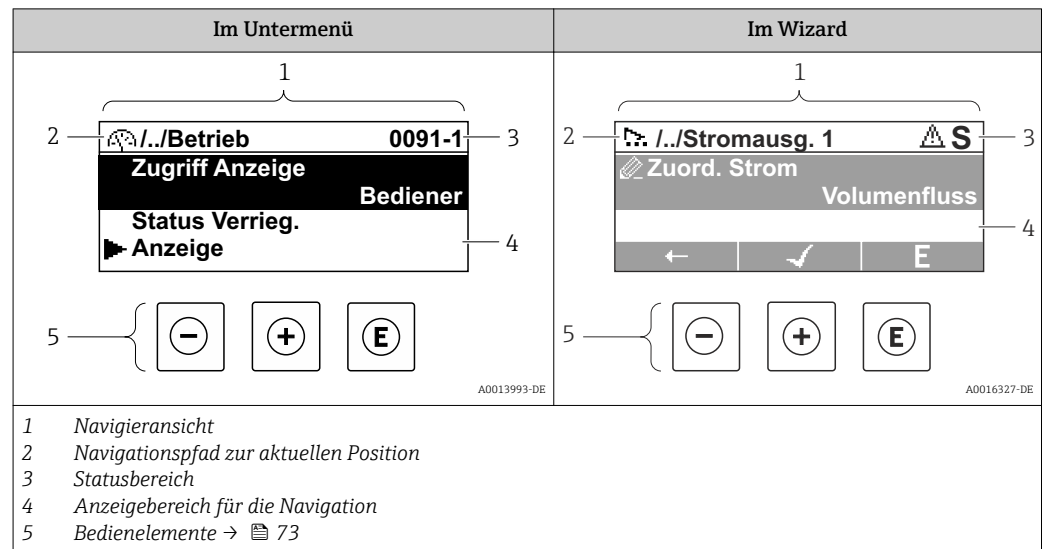 Im Untermenü
Im Wizard
1
2
/../Betrieb 0091-1
3
Zugriff Anzeige
Bediener
Status Verrieg.
Anzeige
4
5
- + E
A0013993-DE
1
2
/../Stromausg. 1 S
3
Zuord. Strom
Volumenfluss
4
← ✓ E
5
- + E
A0016327-DE
1 Navigieransicht
2 Navigationspfad zur aktuellen Position
3 Statusbereich
4 Anzeigebereich für die Navigation
5 Bedienelemente → 73